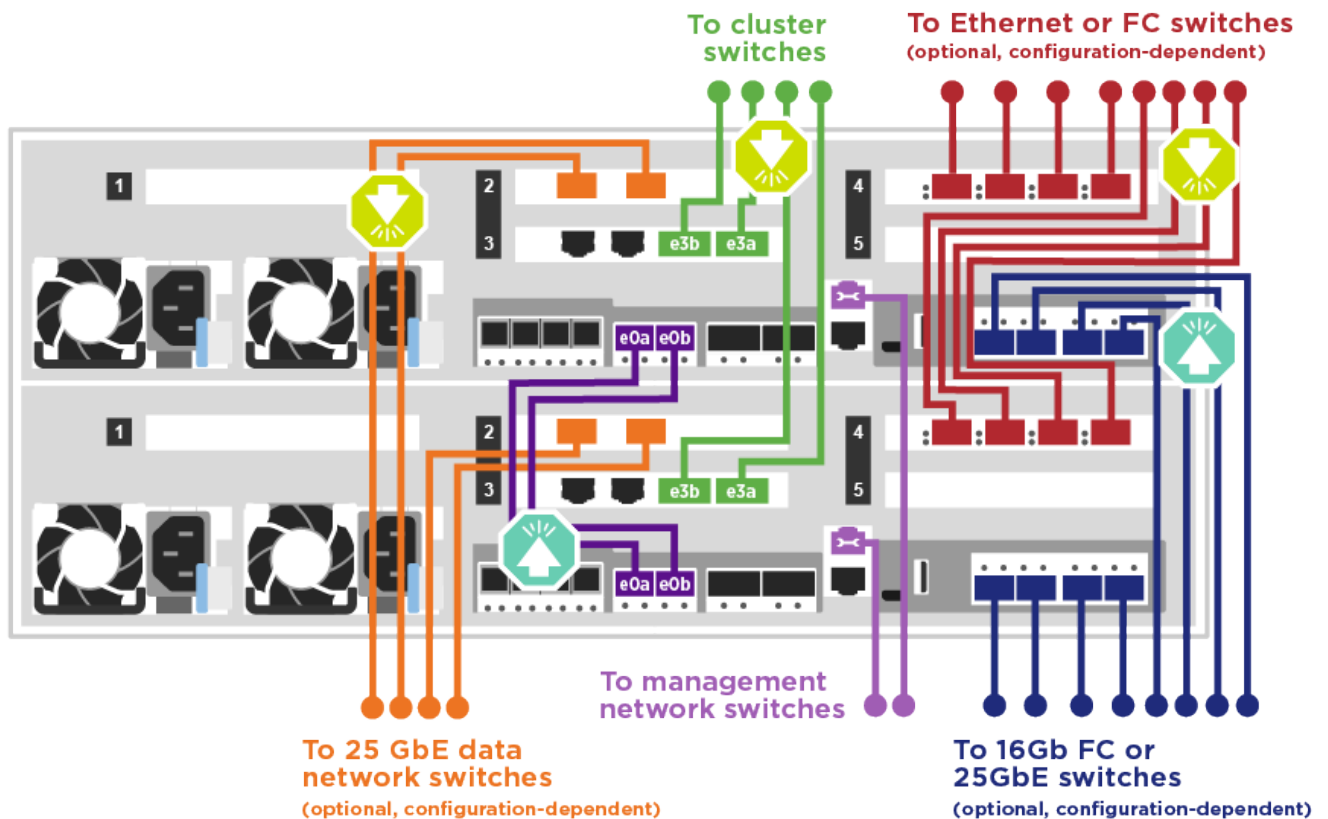 To cluster
switches
To Ethernet or FC switches
(optional, configuration-dependent)
1
2
4
3
e3b
e3a
5
e0a
e0b
1
2
4
3
e3b
e3a
5
e0a
e0b
To management
network switches
To 25 GbE data
network switches
(optional, configuration-dependent)
To 16Gb FC or
25GbE switches
(optional, configuration-dependent)